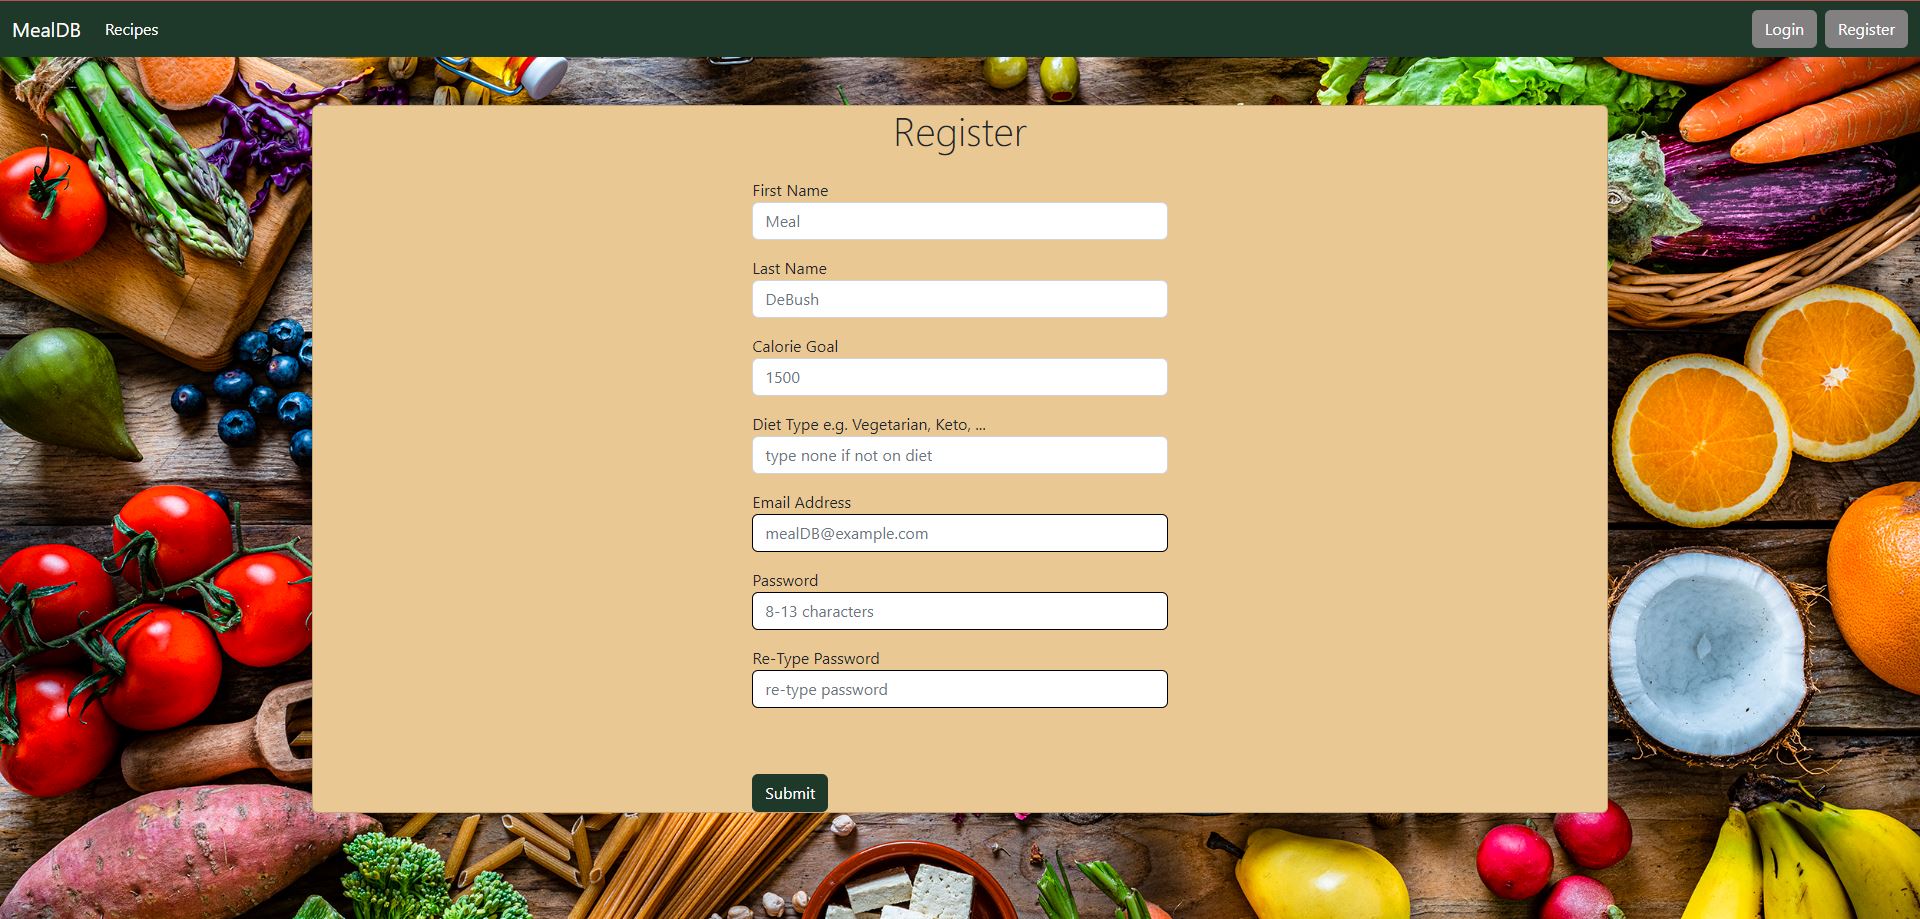 MealDB Recipes Login Register
Register
First Name
Meal
Last Name
DeBush
Calorie Goal
1500
Diet Type e.g. Vegetarian, Keto, ...
type none if not on diet
Email Address
mealDB@example.com
Password
8-13 characters
Re-Type Password
re-type password
Submit